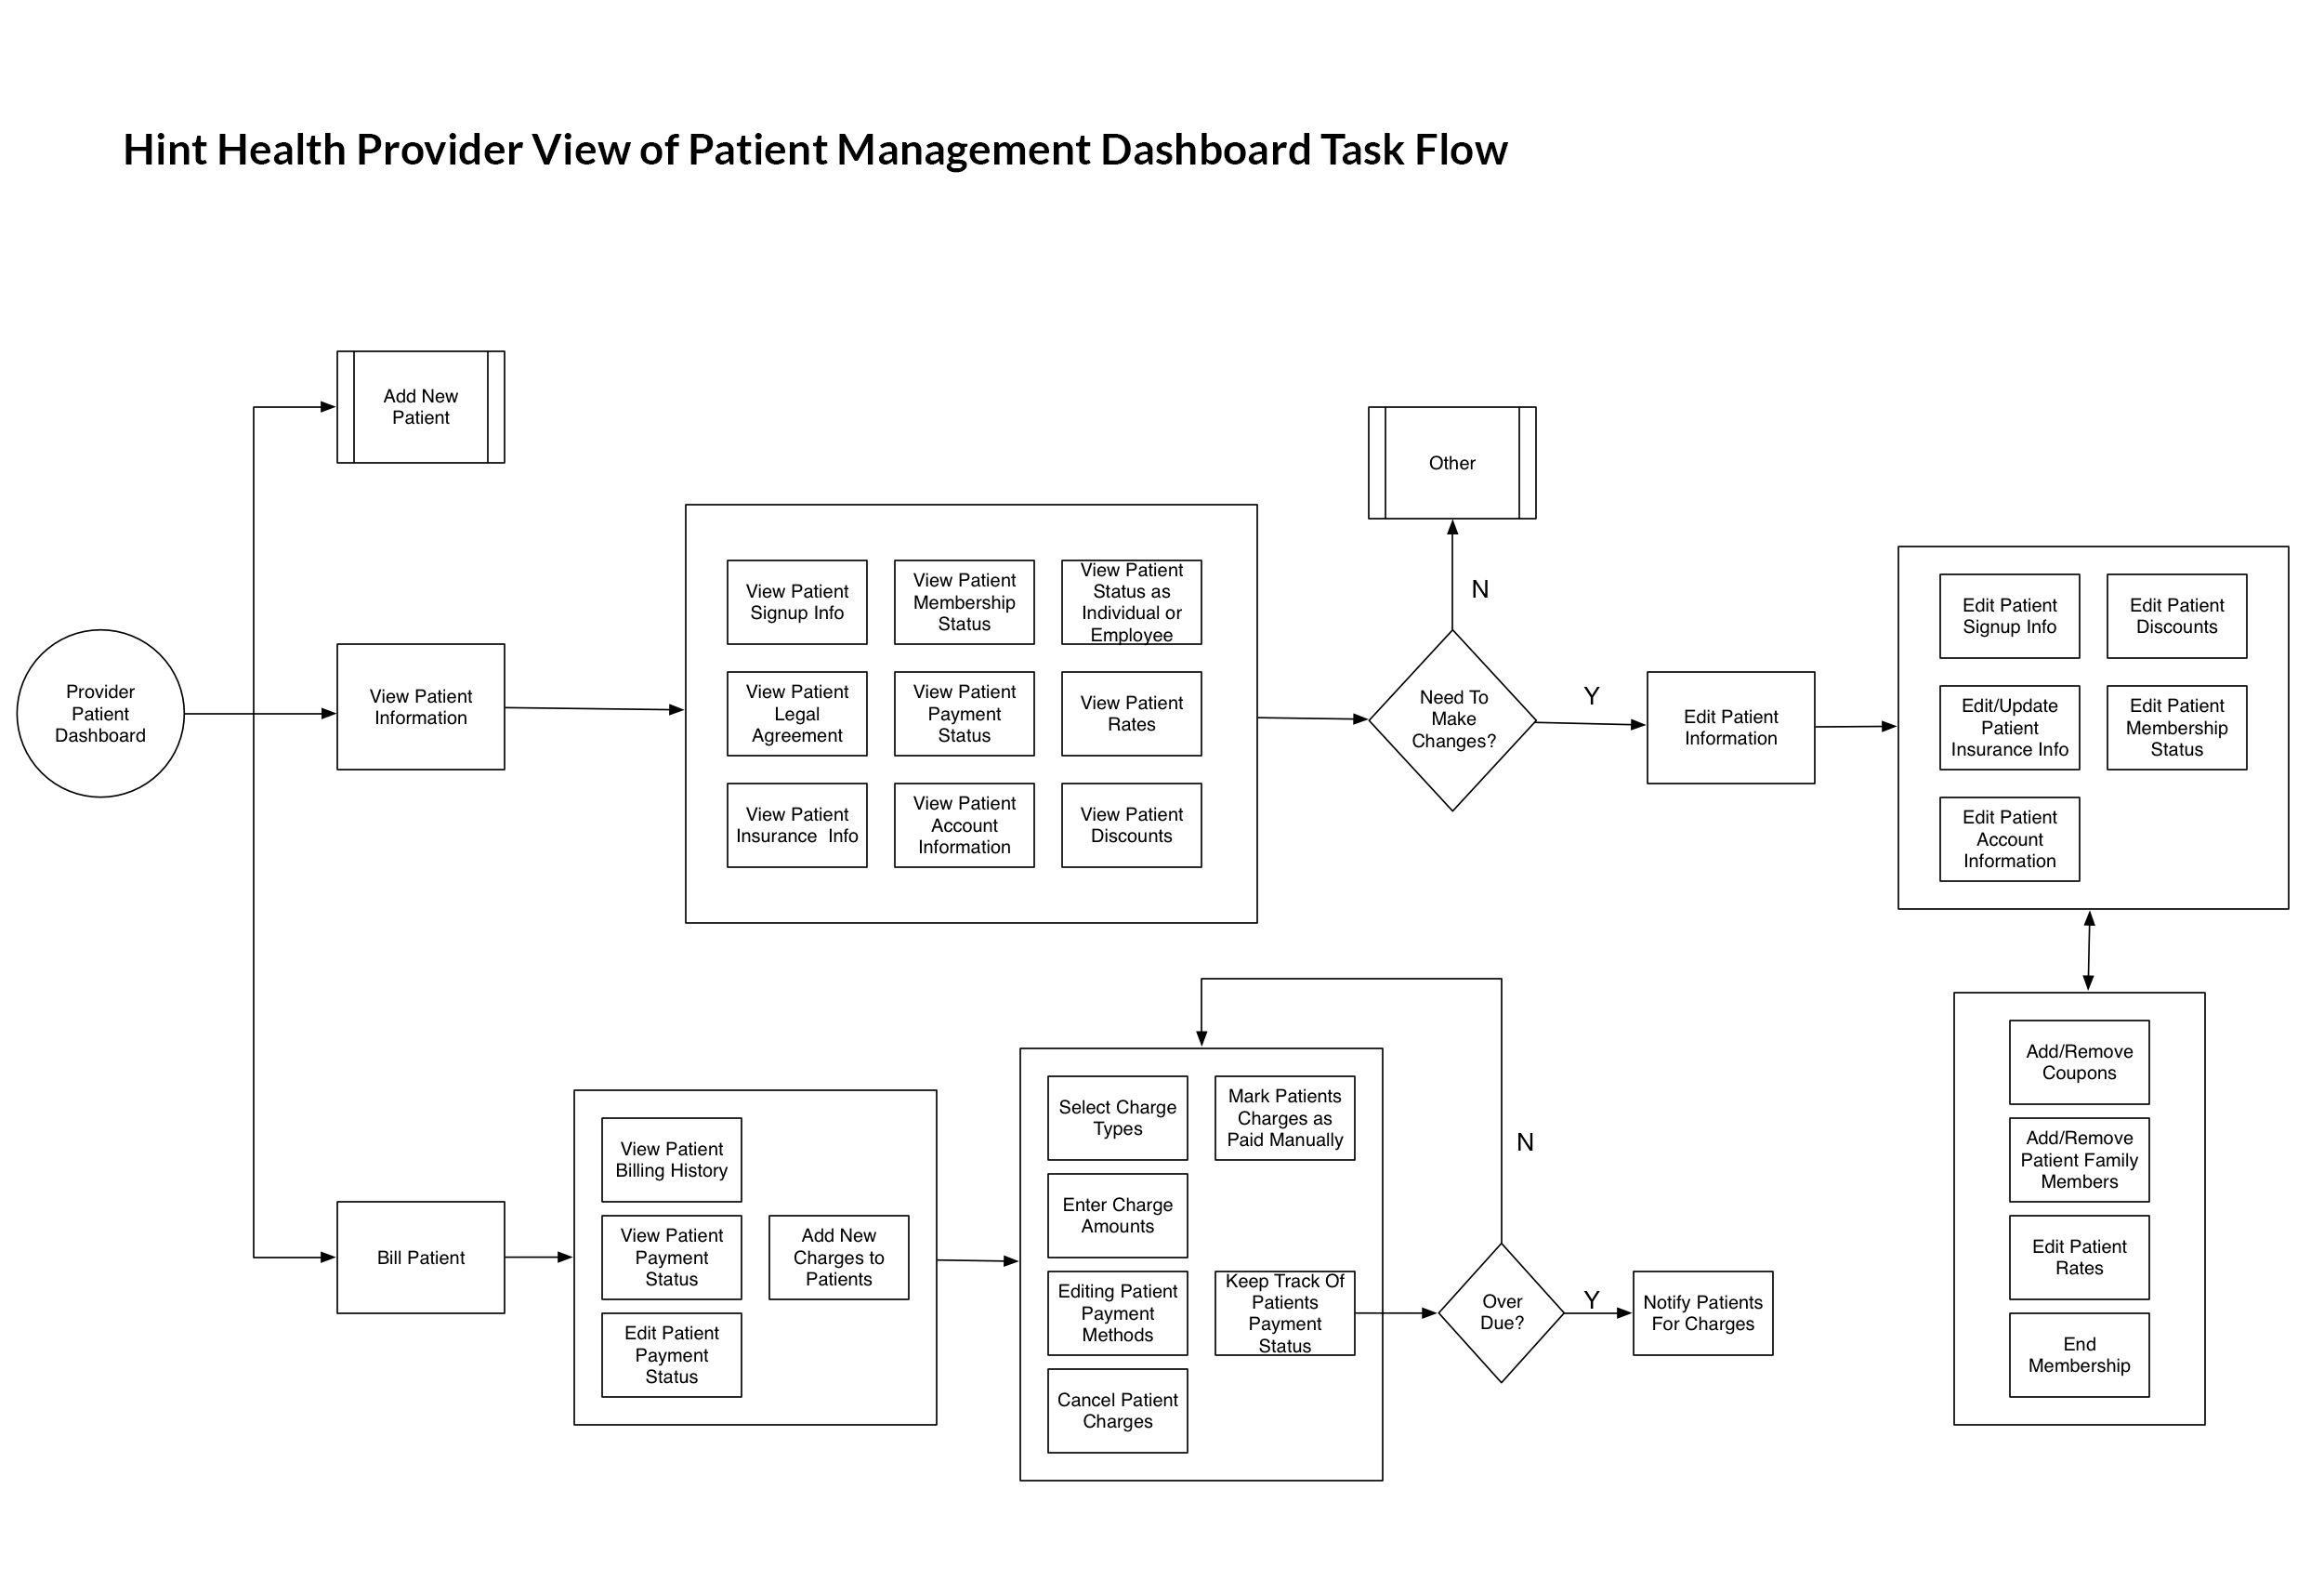 Hint Health Provider View of Patient Management Dashboard Task Flow
Add New
Patient
Other
N
Provider
Patient
Dashboard
View Patient
Information
View Patient
Signup Info
View Patient
Membership
Status
View Patient
Status as
Individual or
Employee
View Patient
Legal
Agreement
View Patient
Payment
Status
View Patient
Rates
View Patient
Insurance  Info
View Patient
Account
Information
View Patient
Discounts
Need To
Make
Changes?
Y
Edit Patient
Information
Edit Patient
Signup Info
Edit Patient
Discounts
Edit/Update
Patient
Insurance Info
Edit Patient
Membership
Status
Edit Patient
Account
Information
Add/Remove
Coupons
Add/Remove
Patient Family
Members
Edit Patient
Rates
End
Membership
Bill Patient
View Patient
Billing History
View Patient
Payment
Status
Add New
Charges to
Patients
Edit Patient
Payment
Status
Select Charge
Types
Mark Patients
Charges as
Paid Manually
Enter Charge
Amounts
Editing Patient
Payment
Methods
Keep Track Of
Patients
Payment
Status
Cancel Patient
Charges
N
Over
Due?
Y
Notify Patients
For Charges